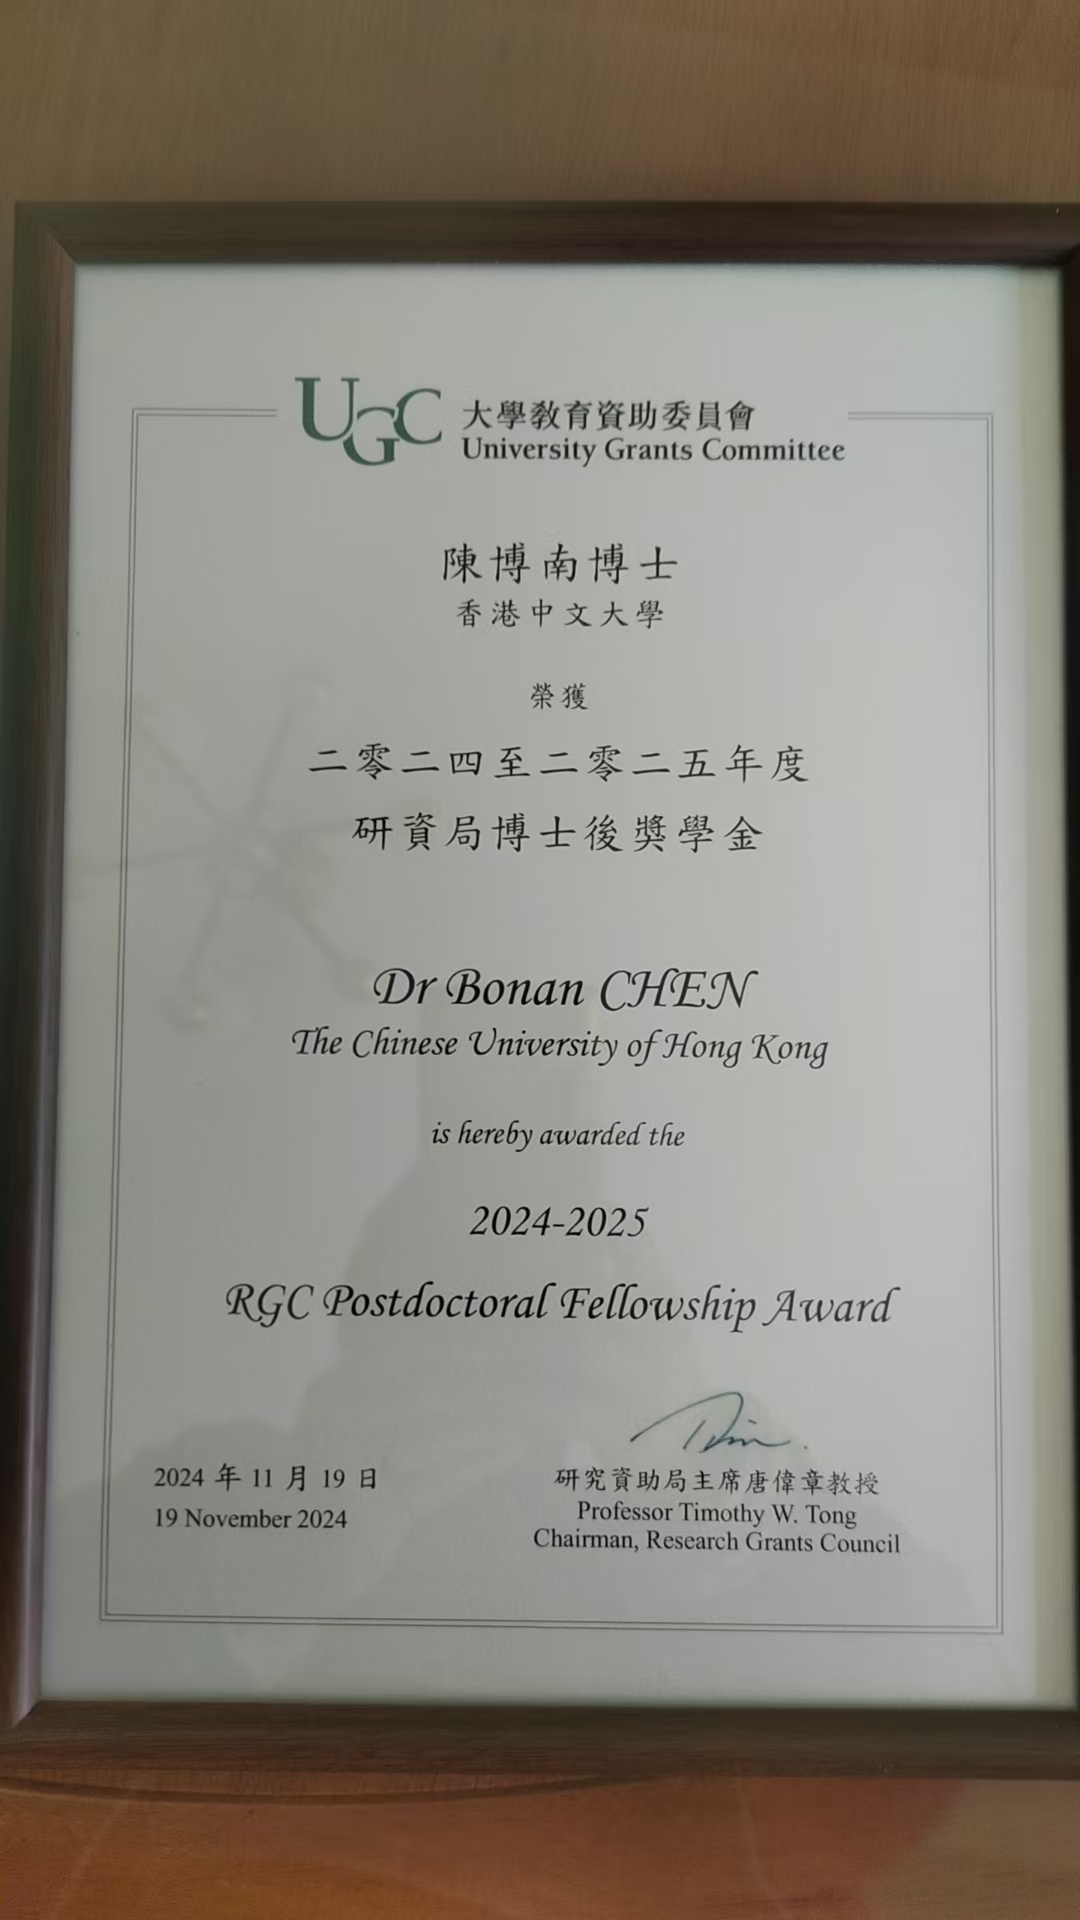 UGC
大學教育資助委員會
University Grants Committee
陳博南博士
香港中文大學
榮獲
二零二四至二零二五年度
研資局博士後獎學金
Dr Bonan CHEN
The Chinese University of Hong Kong
is hereby awarded the
2024-2025
RGC Postdoctoral Fellowship Award
Tim
2024 年 11 月 19 日
19 November 2024
研究資助局主席唐偉章教授
Professor Timothy W. Tong
Chairman, Research Grants Council